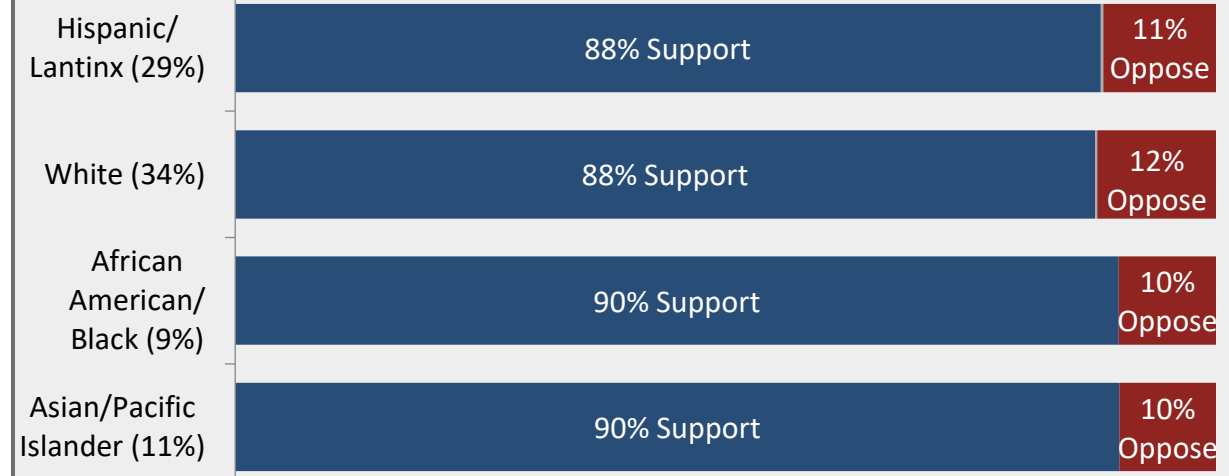 Hispanic/
Lantinx (29%)
88% Support
11%
Oppose
White (34%)
88% Support
12%
Oppose
African
American/
Black (9%)
90% Support
10%
Oppose
Asian/Pacific
Islander (11%)
90% Support
10%
Oppose